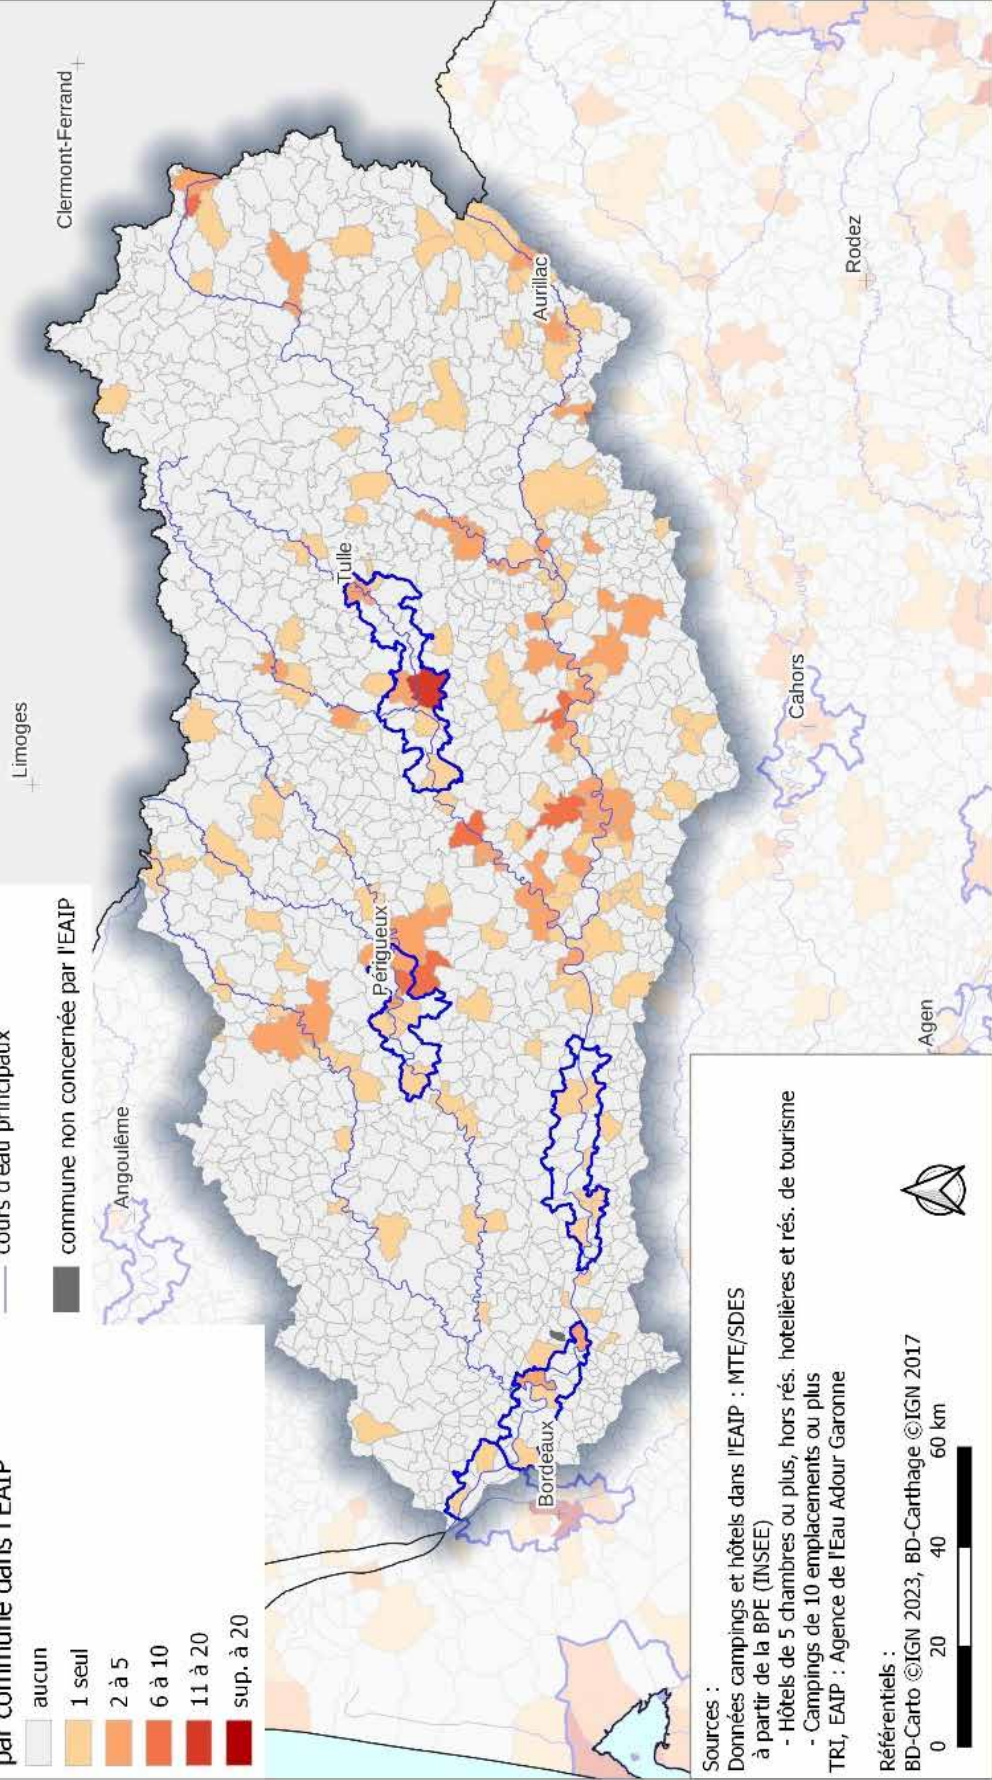 par commune dans l'EAIP
aucun
1 seul
2 à 5
6 à 10
11 à 20
sup. à 20
cours d'eau principaux
commune non concernée par l'EAIP
Limoges
Clermont-Ferrand
Angoulême
Périgueux
Tulle
Aurillac
Bordeaux
Agen
Cahors
Rodez
Sources :
Données campings et hôtels dans l'EAIP : MTE/SDES
à partir de la BPE (INSEE)
- Hôtels de 5 chambres ou plus, hors rés. hotelières et rés. de tourisme
- Campings de 10 emplacements ou plus
TRI, EAIP : Agence de l'Eau Adour Garonne
Référentiels :
BD-Carto ©IGN 2023, BD-Carthage ©IGN 2017
0 20 40 60 km